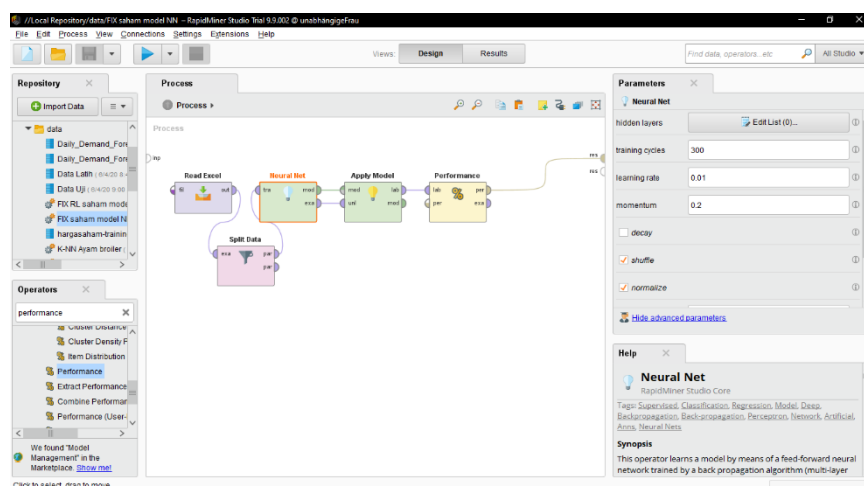 //Local Repository/data/FIX saham model NN – RapidMiner Studio Trial 9.9.002 @ unabhängigeFrau
File Edit Process View Connections Settings Extensions Help
Views: Design Results
Find data, operators...etc
All Studio
Repository
Import Data
data
Daily_Demand_Fore
Daily_Demand_Fore
Data Latih
Data Uji
FIX RL saham mode
FIX saham model N
hargasaham-trainin
K-NN Ayam broiler
Operators
performance
Cluster Distance
Cluster Density F
Item Distribution
Performance
Extract Performance
Combine Performan
Performance (User-
We found "Model
Management" in the
Marketplace. Show me!
Click to select, drag to move
Process
Process
Process
inp
res
res
Read Excel
fil out
Neural Net
tra mod
exa
Apply Model
mod lab
unl mod
Performance
lab per
per exa
Split Data
exa par
par
Parameters
Neural Net
hidden layers
Edit List (0)...
training cycles
300
learning rate
0.01
momentum
0.2
decay
shuffle
normalize
Hide advanced parameters
Help
Neural Net
RapidMiner Studio Core
Tags: Supervised, Classification, Regression, Model, Deep,
Backpropagation, Back-propagation, Perceptron, Network, Artificial,
Anns, Neural Nets
Synopsis
This operator learns a model by means of a feed-forward neural
network trained by a back propagation algorithm (multi-layer